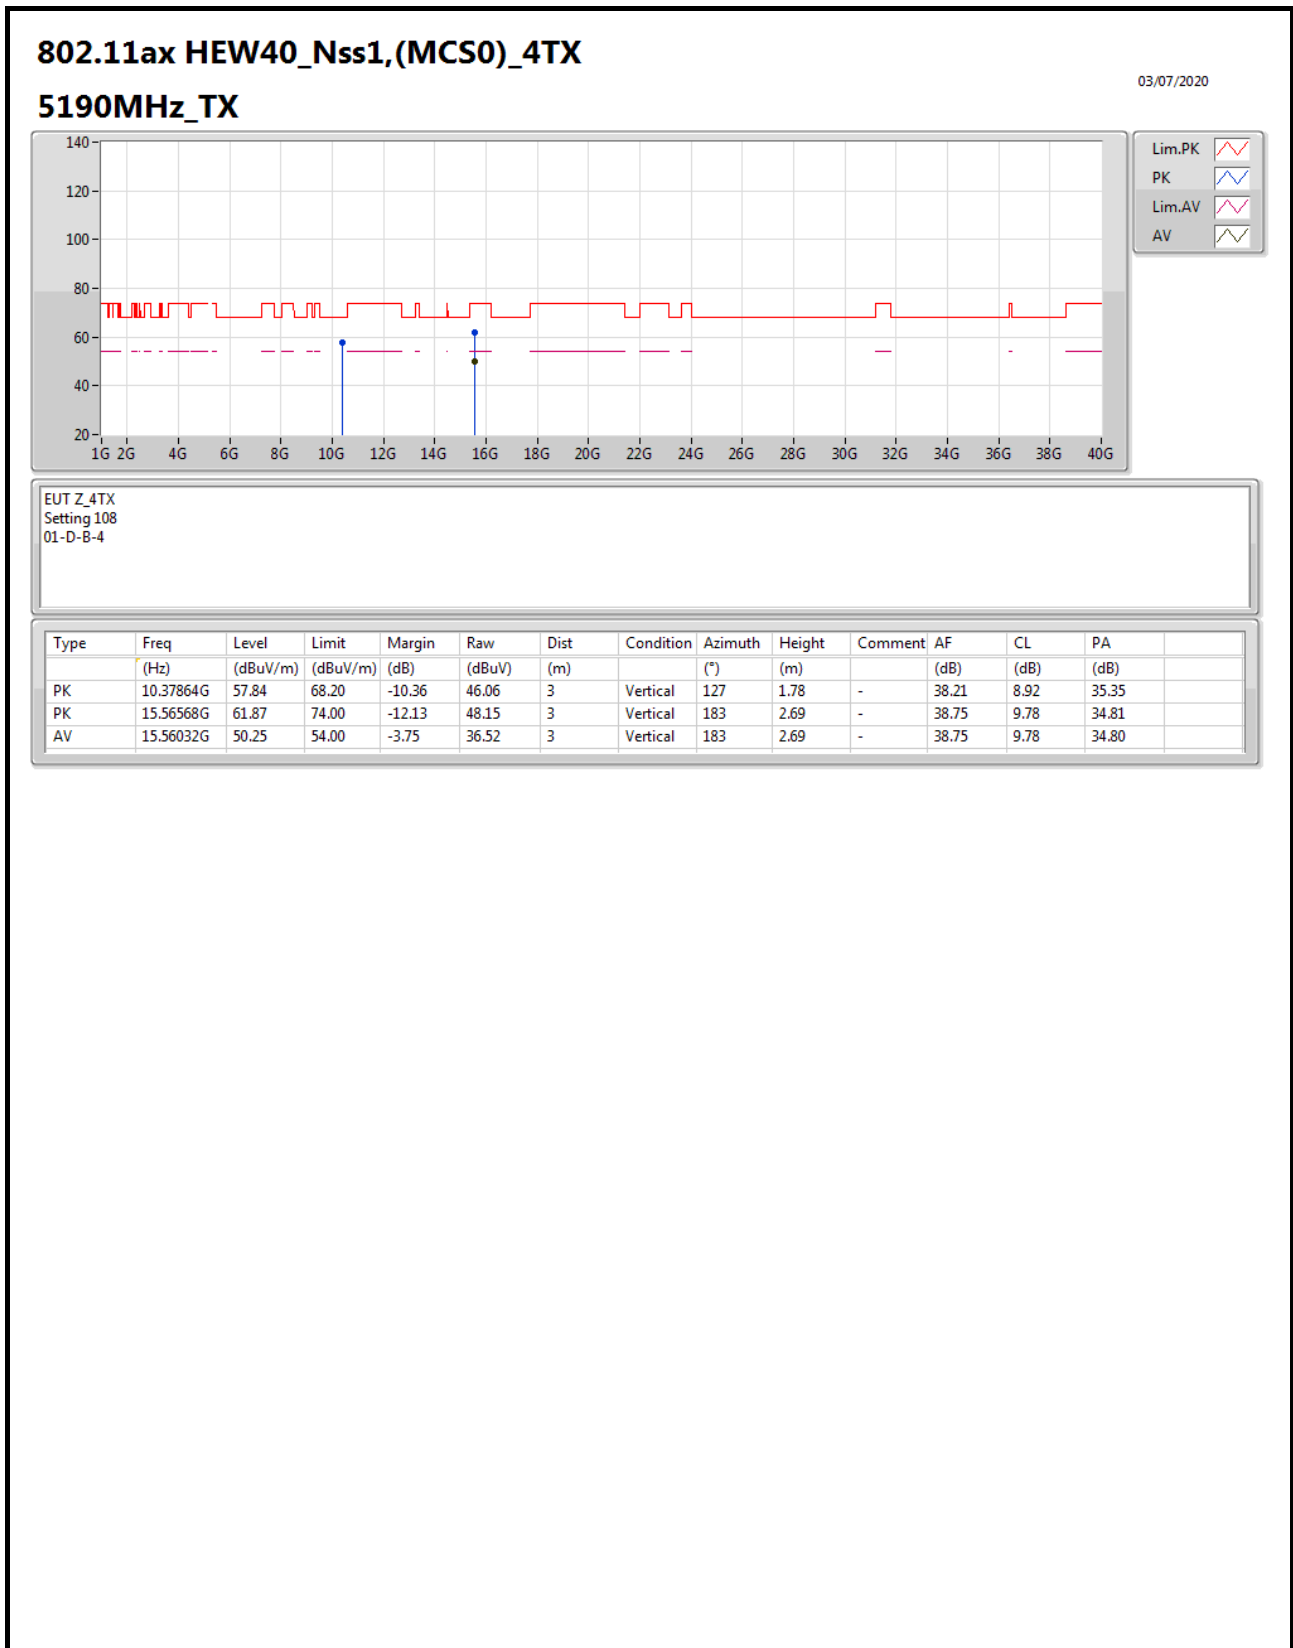 802.11ax HEW40_Nss1,(MCS0)_4TX
03/07/2020
5190MHz_TX
140
120
100
80
60
40
20
1G 2G 4G 6G 8G 10G 12G 14G 16G 18G 20G 22G 24G 26G 28G 30G 32G 34G 36G 38G 40G
Lim.PK
PK
Lim.AV
AV
EUT Z_4TX
Setting 108
01-D-B-4
Type Freq Level Limit Margin Raw Dist Condition Azimuth Height Comment AF CL PA
(Hz) (dBuV/m) (dBuV/m) (dB) (dBuV) (m) (°) (m) (dB) (dB) (dB)
PK 10.37864G 57.84 68.20 -10.36 46.06 3 Vertical 127 1.78 - 38.21 8.92 35.35
PK 15.56568G 61.87 74.00 -12.13 48.15 3 Vertical 183 2.69 - 38.75 9.78 34.81
AV 15.56032G 50.25 54.00 -3.75 36.52 3 Vertical 183 2.69 - 38.75 9.78 34.80